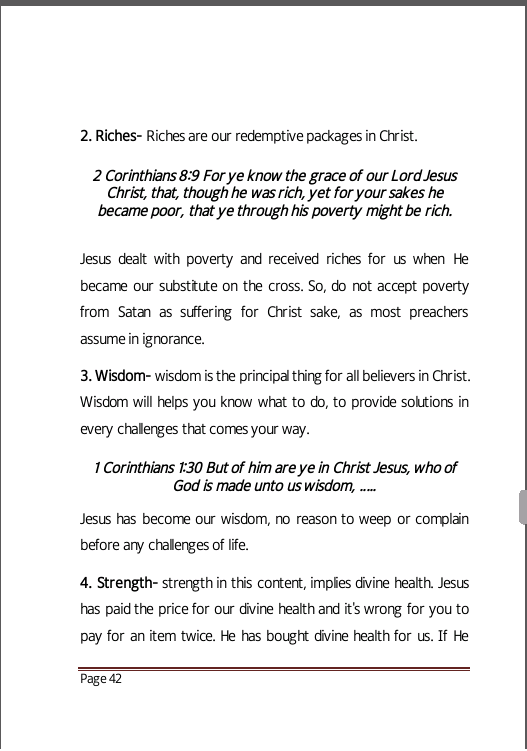 2. Riches- Riches are our redemptive packages in Christ.
2 Corinthians 8:9 For ye know the grace of our Lord Jesus
Christ, that, though he was rich, yet for your sakes he
became poor, that ye through his poverty might be rich.
Jesus dealt with poverty and received riches for us when He
became our substitute on the cross. So, do not accept poverty
from Satan as suffering for Christ sake, as most preachers
assume in ignorance.
3. Wisdom- wisdom is the principal thing for all believers in Christ.
Wisdom will helps you know what to do, to provide solutions in
every challenges that comes your way.
1 Corinthians 1:30 But of him are ye in Christ Jesus, who of
God is made unto us wisdom, .....
Jesus has become our wisdom, no reason to weep or complain
before any challenges of life.
4. Strength- strength in this content, implies divine health. Jesus
has paid the price for our divine health and it's wrong for you to
pay for an item twice. He has bought divine health for us. If He
Page 42